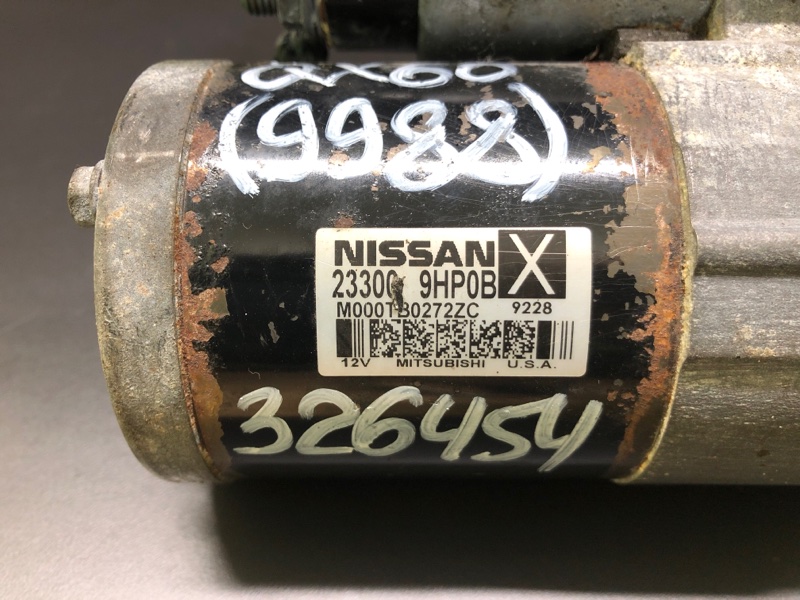 QX60
(9988)
NISSAN X
23300 9HP0B
M000TB0272ZC 9228
12V MITSUBISHI U.S.A.
326454